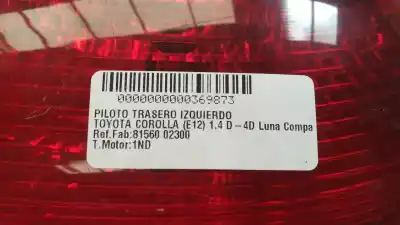 0000000000369873
PILOTO TRASERO IZQUIERDO
TOYOTA COROLLA (E12) 1.4 D – 4D Luna Compa
Ref.Fab:81560 02300
T.Motor:1ND